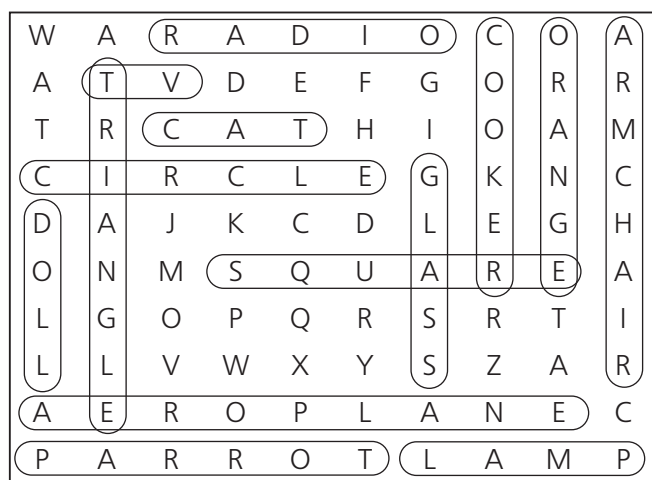 W A R A D I O C O A
A T V D E F G O R R
T R C A T H I O A M
C I R C L E G K N C
D A J K C D L E G H
O N M S Q U A R E A
L G O P Q R S R T I
L L V W X Y S Z A R
A E R O P L A N E C
P A R R O T L A M P